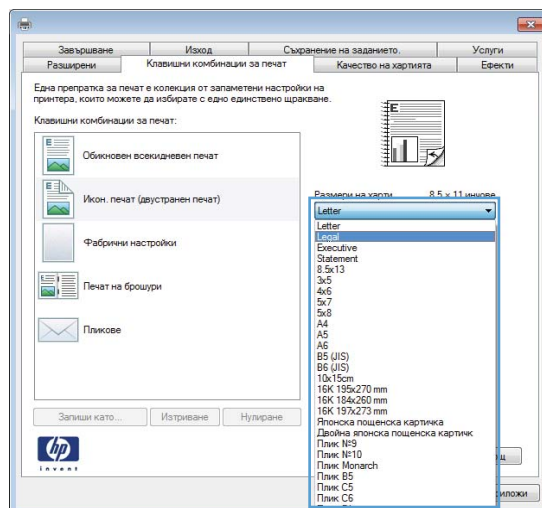 Завършване Изход Съхранение на заданието. Услуги
Разширени Клавишни комбинации за печат Качество на хартията Ефекти
Една препратка за печат е колекция от запаметени настройки на
принтера, които можете да избирате с едно единствено щракване.
Клавишни комбинации за печат:
Обикновен всекидневен печат
Икон. печат (двустранен печат)
Фабрични настройки
Печат на брошури
Пликове
Размери на харти 8.5 × 11 инчове
Letter
Letter
Legal
Executive
Statement
8.5x13
3x5
4x6
5x7
5x8
A4
A5
A6
B5 (JIS)
B6 (JIS)
10x15cm
16K 195x270 mm
16K 184x260 mm
16K 197x273 mm
Японска пощенска картичка
Двойна японска пощенска картичк
Плик №9
Плик №10
Плик Monarch
Плик B5
Плик C5
Плик C6
Запиши като... Изтриване Нулиране
hp
invent